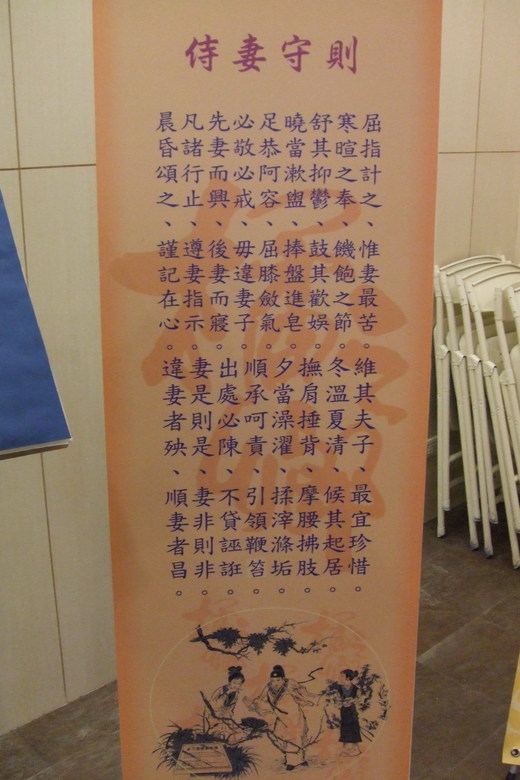 侍妻守則
屈指計之、惟妻最苦。維其夫子、最宜珍惜。
寒暄之奉、饑飽之節。冬溫夏清、候其起居。
舒其抑鬱、鼓其歡娛。撫肩捶背、摩腰拂肢。
曉當漱盥、捧盤進皂。夕當澡濯、揉滓滌垢。
足恭阿容、屈膝斂氣。順承呵責、引領鞭笞。
必敬必戒、毋違妻子。出處必陳、不貸誣誑。
先妻而興、後妻而寢。妻是則是、妻非則非。
凡諸行止、遵妻指示。違妻者殃、順妻者昌。
晨昏頌之、謹記在心。